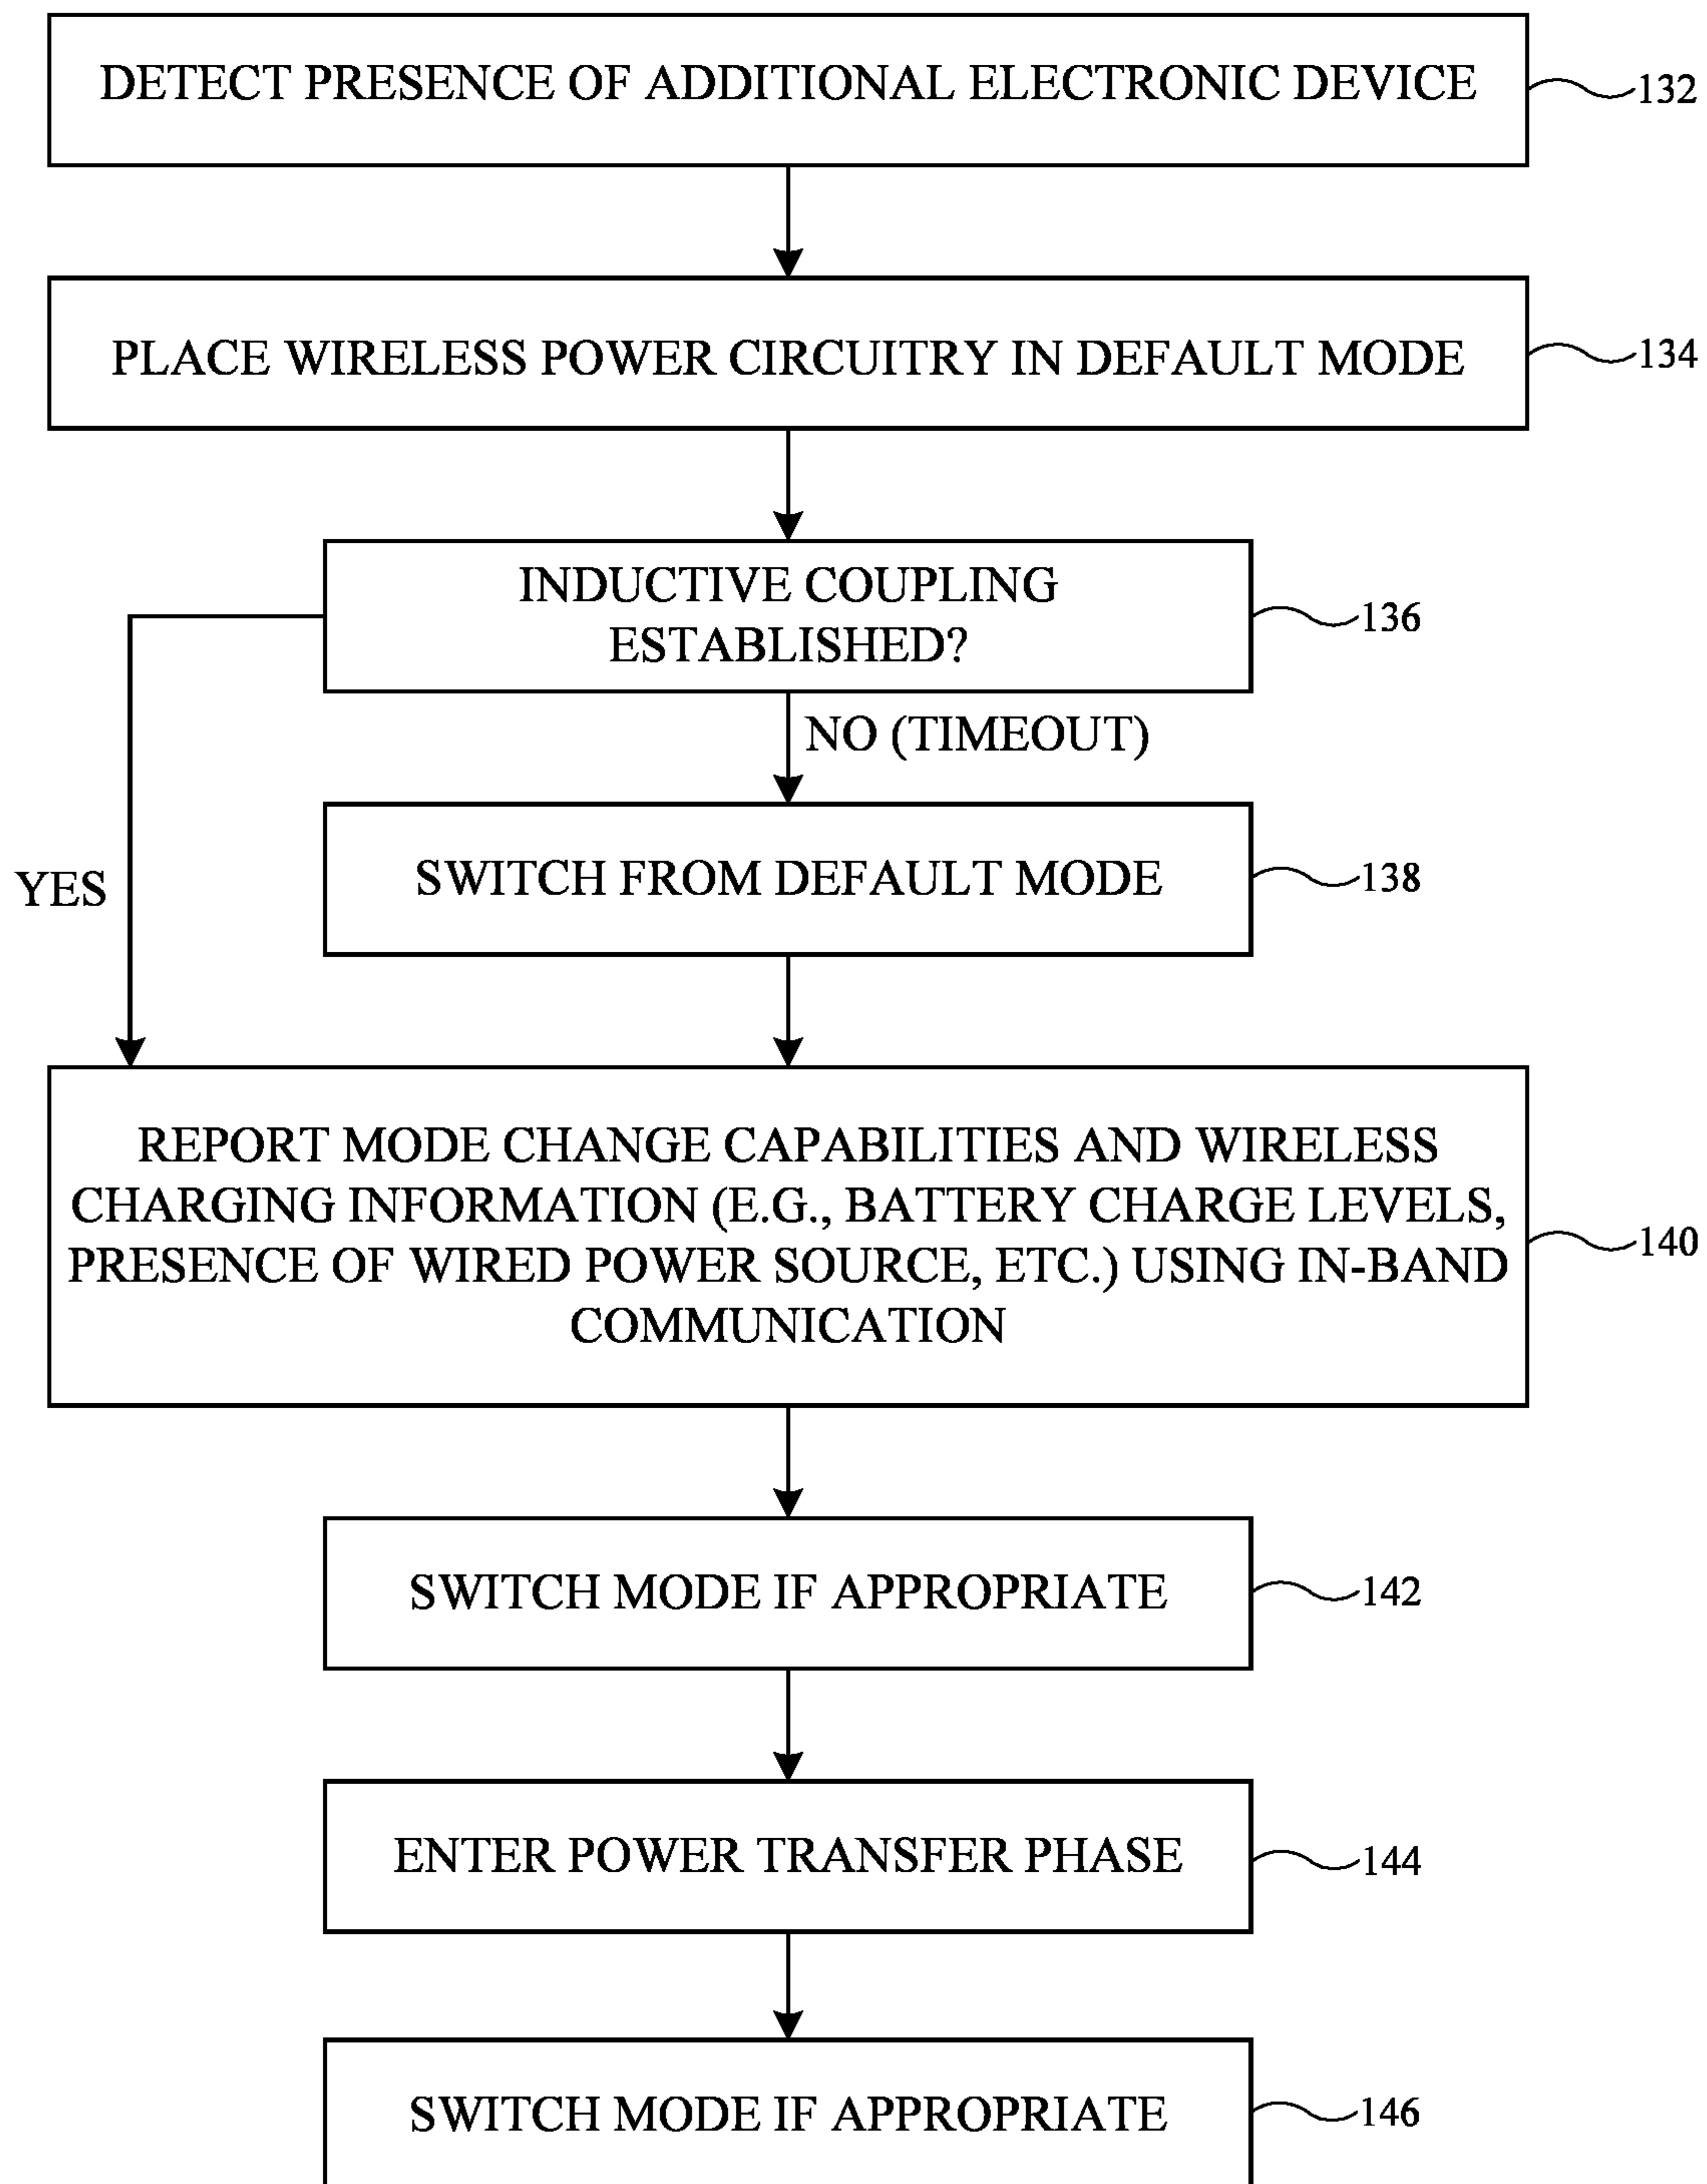 DETECT PRESENCE OF ADDITIONAL ELECTRONIC DEVICE
132
PLACE WIRELESS POWER CIRCUITRY IN DEFAULT MODE
134
INDUCTIVE COUPLING
ESTABLISHED?
136
NO (TIMEOUT)
YES
SWITCH FROM DEFAULT MODE
138
REPORT MODE CHANGE CAPABILITIES AND WIRELESS
CHARGING INFORMATION (E.G., BATTERY CHARGE LEVELS,
PRESENCE OF WIRED POWER SOURCE, ETC.) USING IN-BAND
COMMUNICATION
140
SWITCH MODE IF APPROPRIATE
142
ENTER POWER TRANSFER PHASE
144
SWITCH MODE IF APPROPRIATE
146